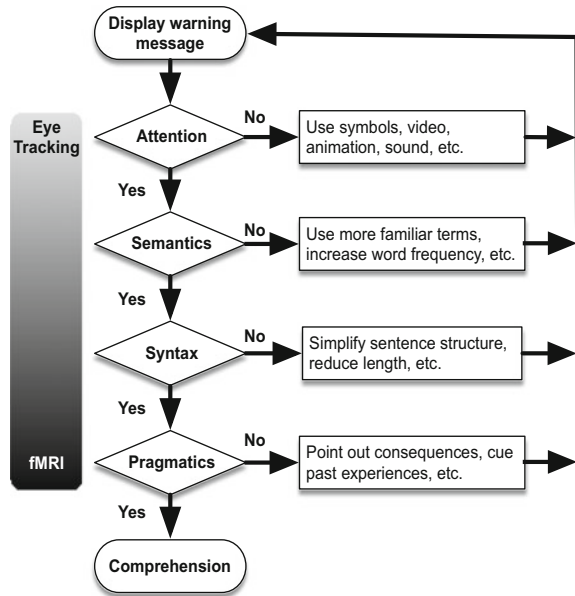 Display warning
message
Eye
Tracking
Attention
No
Use symbols, video,
animation, sound, etc.
Yes
Semantics
No
Use more familiar terms,
increase word frequency, etc.
Yes
Syntax
No
Simplify sentence structure,
reduce length, etc.
Yes
fMRI
Pragmatics
No
Point out consequences, cue
past experiences, etc.
Yes
Comprehension